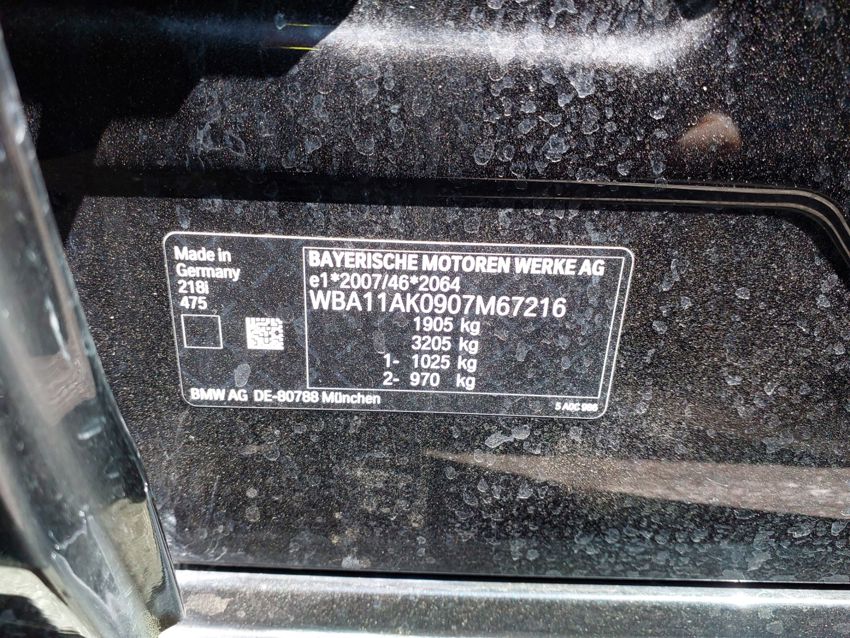 Made in
Germany
218i
475
BAYERISCHE MOTOREN WERKE AG
e1*2007/46*2064
WBA11AK0907M67216
1905 kg
3205 kg
1- 1025 kg
2- 970 kg
BMW AG DE-80788 München